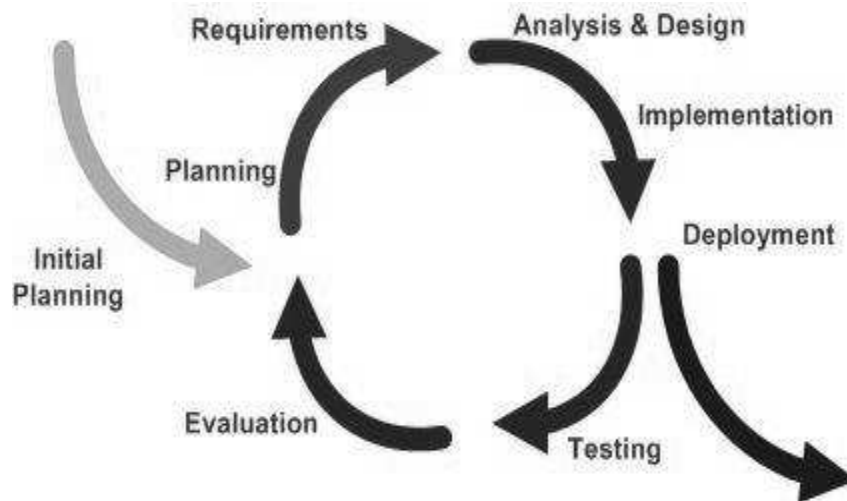 Requirements
Analysis & Design
Implementation
Planning
Deployment
Initial
Planning
Evaluation
Testing